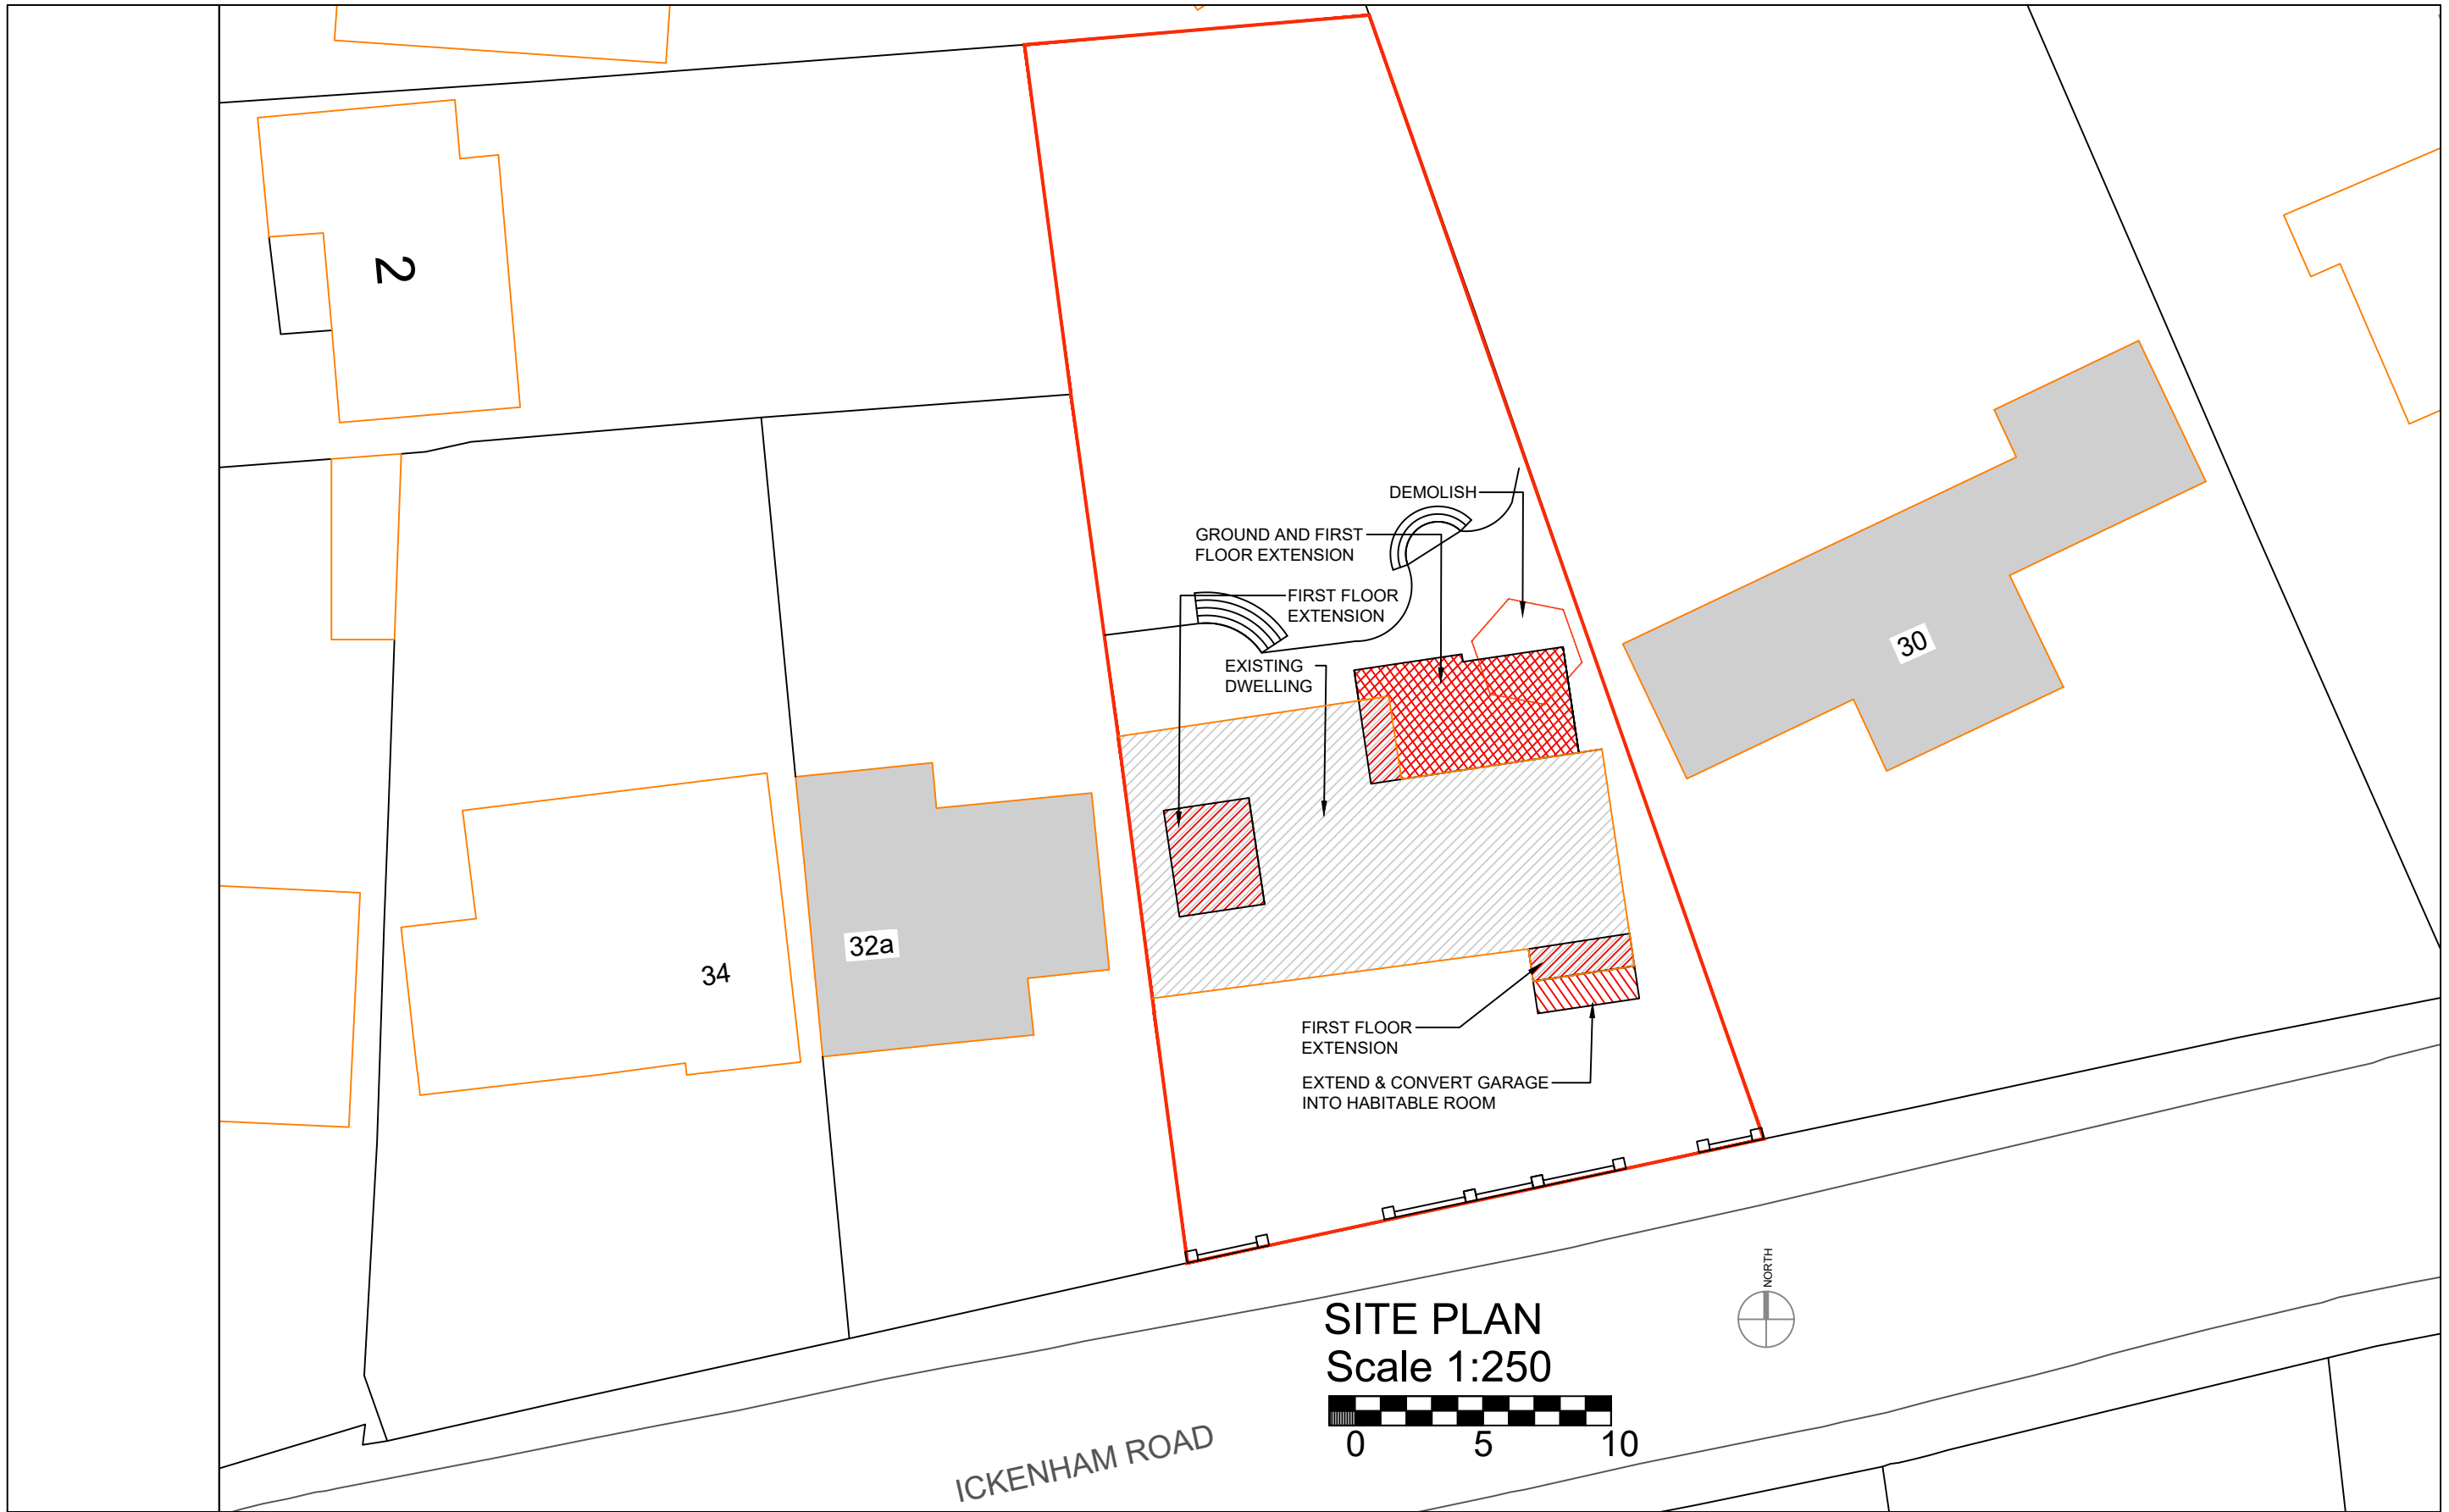 2
DEMOLISH
GROUND AND FIRST
FLOOR EXTENSION
FIRST FLOOR
EXTENSION
EXISTING
DWELLING
30
32a
34
FIRST FLOOR
EXTENSION
EXTEND & CONVERT GARAGE
INTO HABITABLE ROOM
NORTH
SITE PLAN
Scale 1:250
0 5 10
ICKENHAM ROAD